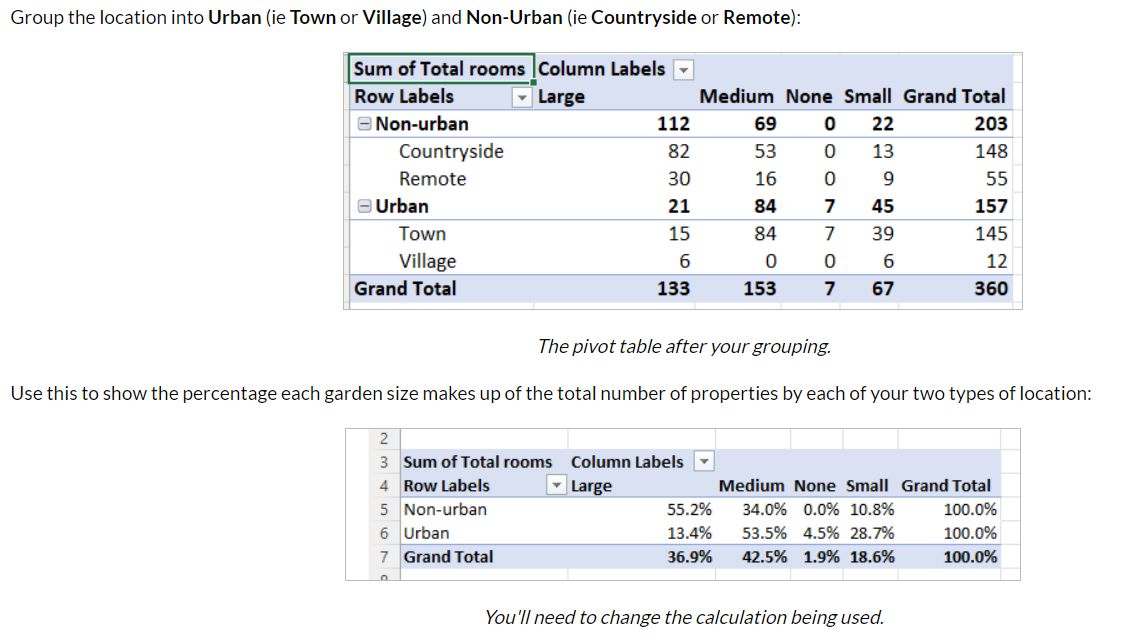 Group the location into Urban (ie Town or Village) and Non-Urban (ie Countryside or Remote):
Sum of Total rooms Column Labels
Row Labels Large Medium None Small Grand Total
Non-urban 112 69 0 22 203
Countryside 82 53 0 13 148
Remote 30 16 0 9 55
Urban 21 84 7 45 157
Town 15 84 7 39 145
Village 6 0 0 6 12
Grand Total 133 153 7 67 360
The pivot table after your grouping.
Use this to show the percentage each garden size makes up of the total number of properties by each of your two types of location:
2
3 Sum of Total rooms Column Labels
4 Row Labels Large Medium None Small Grand Total
5 Non-urban 55.2% 34.0% 0.0% 10.8% 100.0%
6 Urban 13.4% 53.5% 4.5% 28.7% 100.0%
7 Grand Total 36.9% 42.5% 1.9% 18.6% 100.0%
You'll need to change the calculation being used.